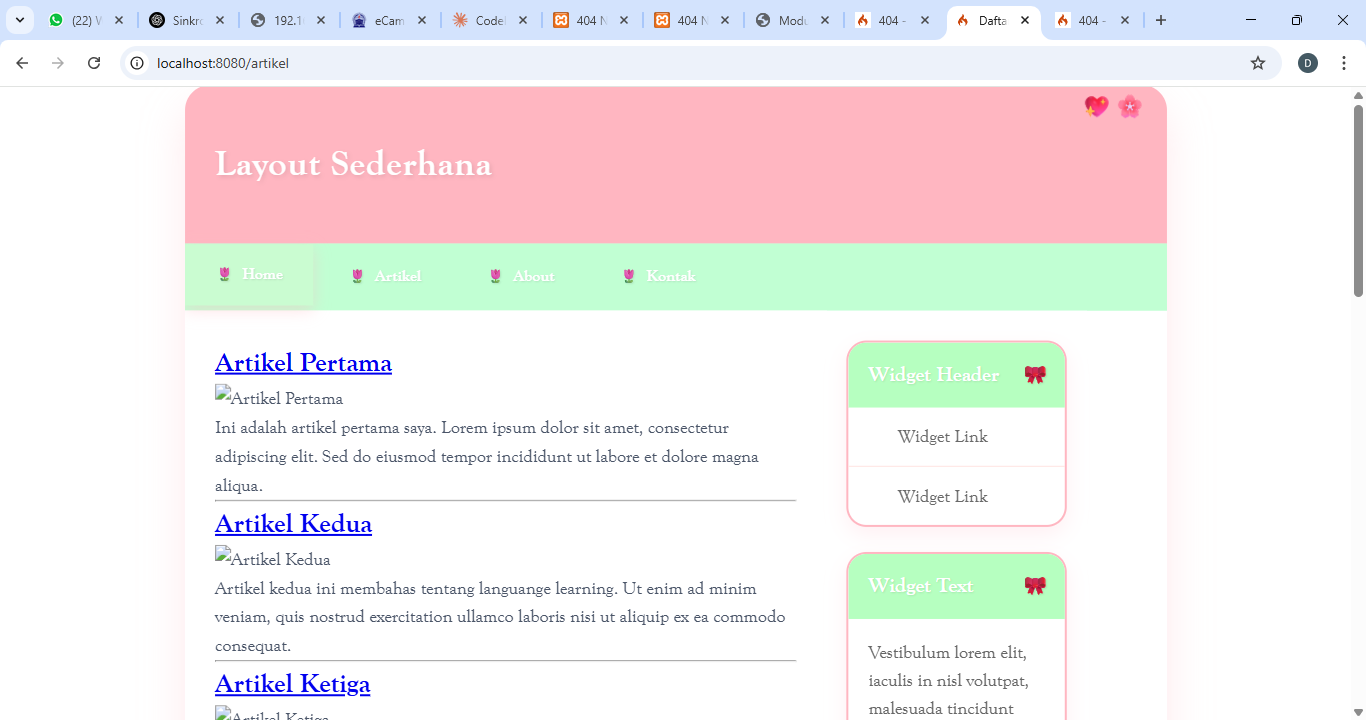 (22) W
Sinkro
192.1
eCam
Code
404 N
404 N
Modu
404 -
Dafta
404 -
localhost:8080/artikel
D
Layout Sederhana
Home
Artikel
About
Kontak
Artikel Pertama
Artikel Pertama
Ini adalah artikel pertama saya. Lorem ipsum dolor sit amet, consectetur
adipiscing elit. Sed do eiusmod tempor incididunt ut labore et dolore magna
aliqua.
Artikel Kedua
Artikel Kedua
Artikel kedua ini membahas tentang languange learning. Ut enim ad minim
veniam, quis nostrud exercitation ullamco laboris nisi ut aliquip ex ea commodo
consequat.
Artikel Ketiga
Artikel Ketiga
Widget Header
Widget Link
Widget Link
Widget Text
Vestibulum lorem elit,
iaculis in nisl volutpat,
malesuada tincidunt